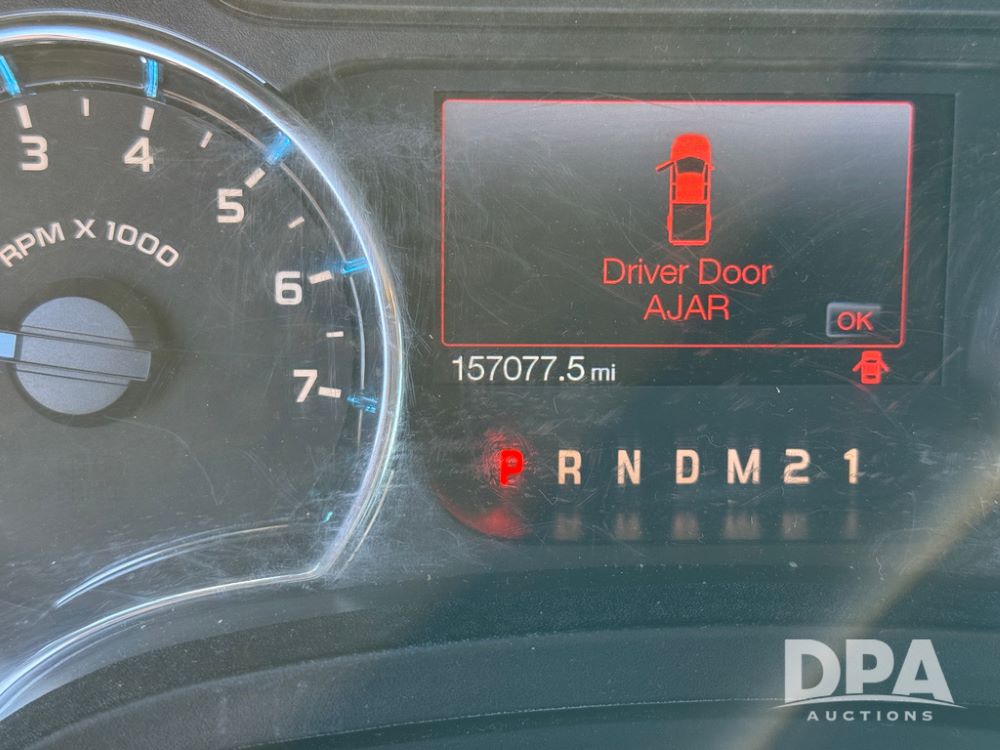 3
4
5
6
7
RPM X 1000
Driver Door
AJAR
OK
157077.5 mi
P R N D M 2 1
DPA
AUCTIONS